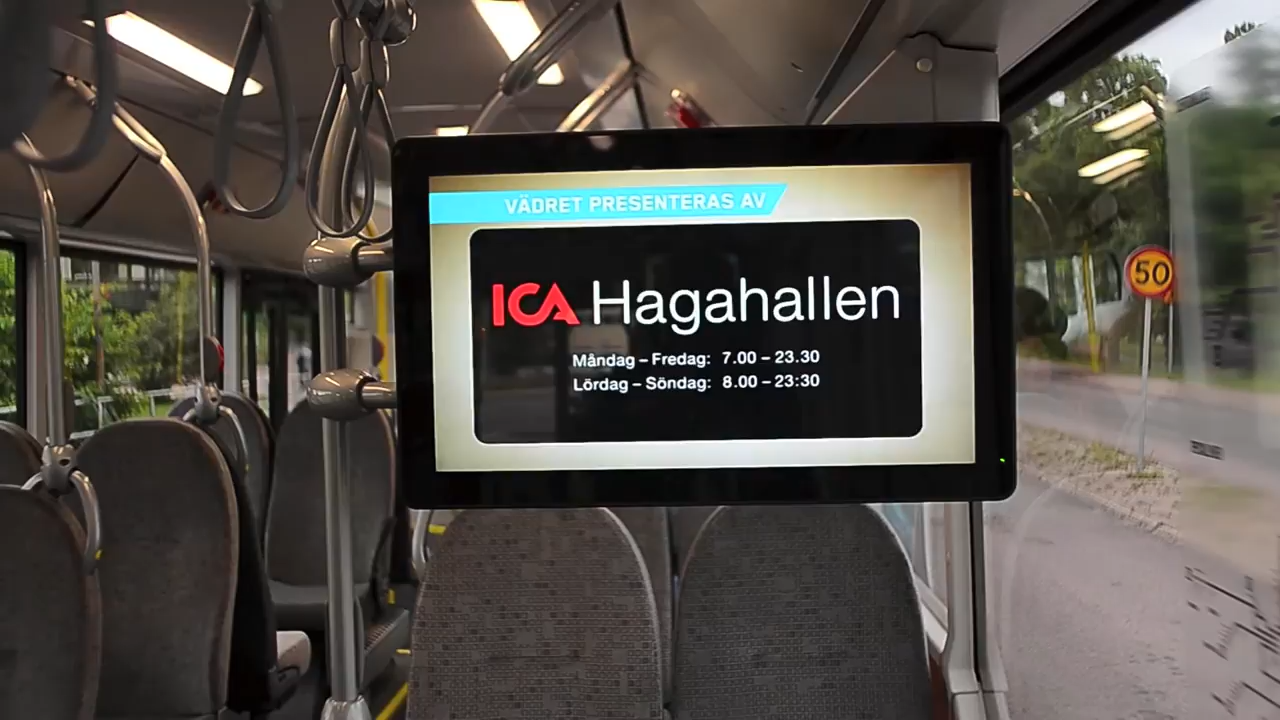 VÄDRET PRESENTERAS AV
ICA Hagahallen
Måndag – Fredag: 7.00 – 23.30
Lördag – Söndag: 8.00 – 23:30
50